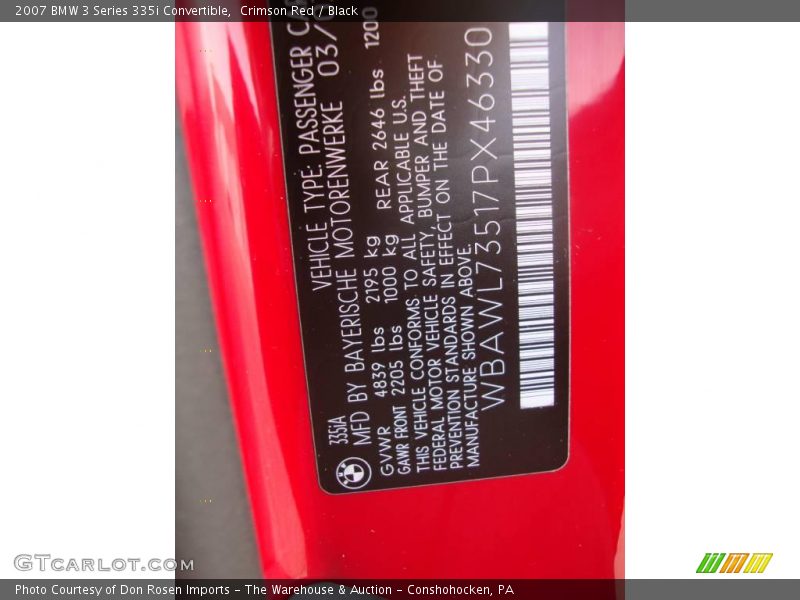 2007 BMW 3 Series 335i Convertible,  Crimson Red / Black
335IA
VEHICLE TYPE: PASSENGER
MFD BY BAYERISCHE MOTORENWERKE 03/
GVWR 4839 lbs 2195 kg
GAWR FRONT 2205 lbs 1000 kg REAR 2646 lbs 1200
THIS VEHICLE CONFORMS TO ALL APPLICABLE U.S.
FEDERAL MOTOR VEHICLE SAFETY, BUMPER AND THEFT
PREVENTION STANDARDS IN EFFECT ON THE DATE OF
MANUFACTURE SHOWN ABOVE.
WBAWL73517PX46330
BMW
GTCarLot.com
Photo Courtesy of Don Rosen Imports - The Warehouse & Auction - Conshohocken, PA